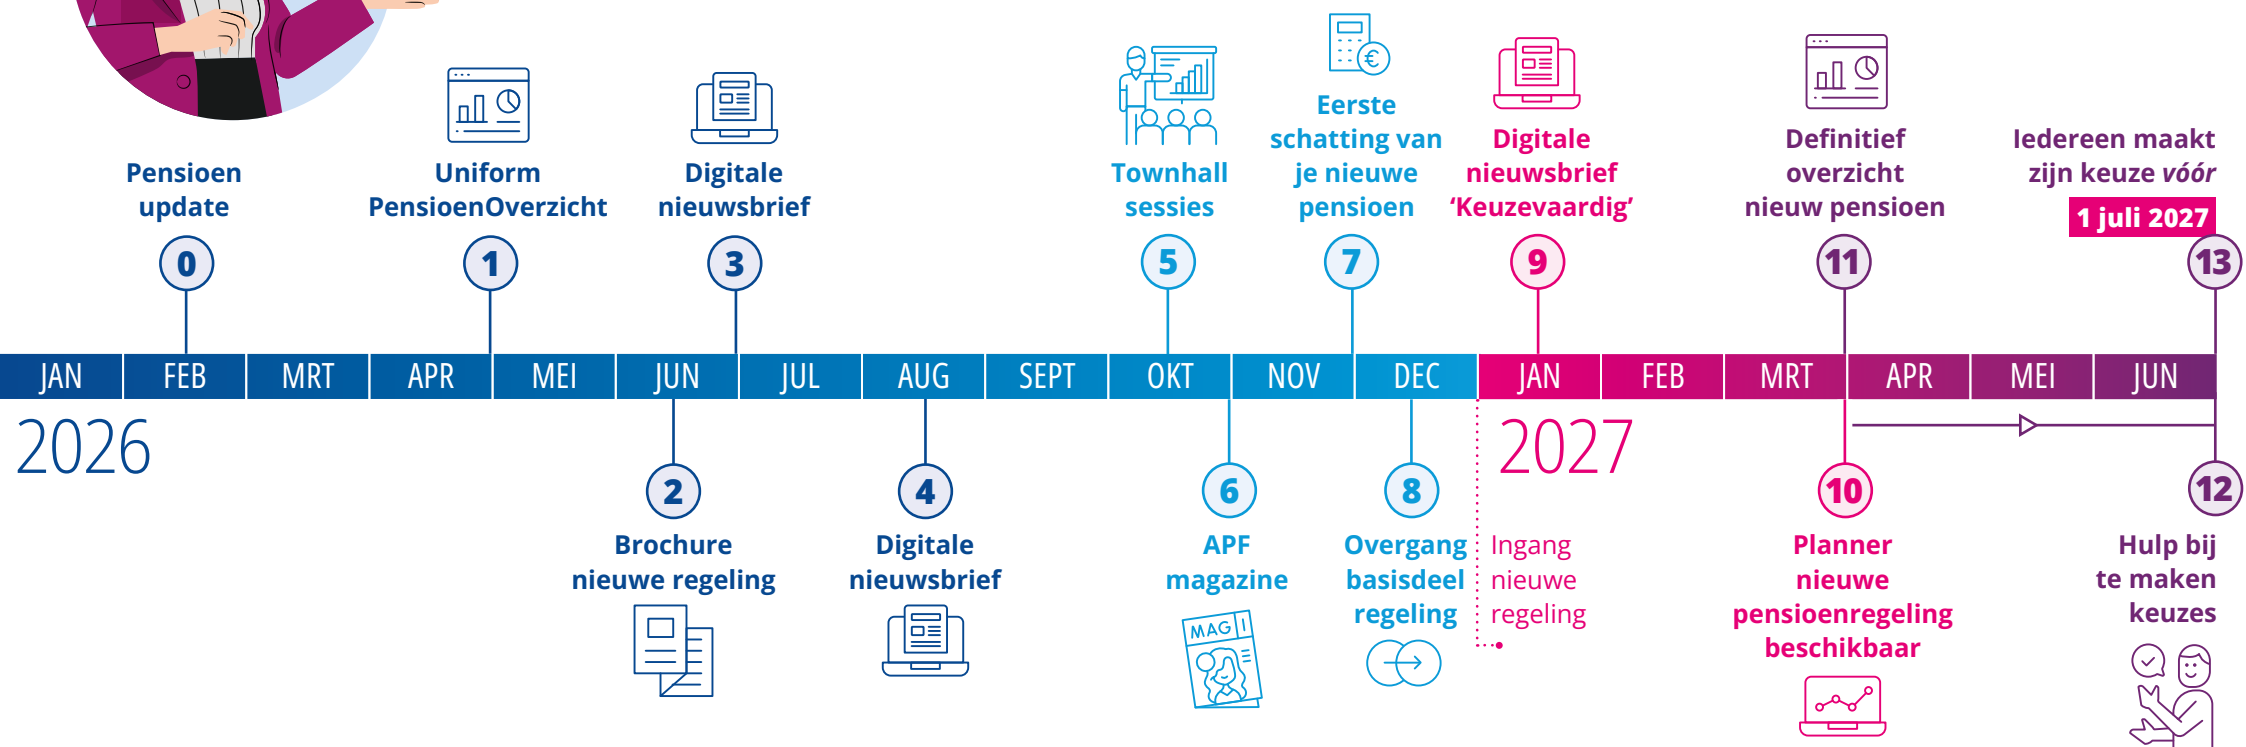 Pensioen
update
0
Uniform
PensioenOverzicht
1
Digitale
nieuwsbrief
3
Townhall
sessies
5
Eerste
schatting van
je nieuwe
pensioen
7
Digitale
nieuwsbrief
‘Keuzevaardig’
9
Definitief
overzicht
nieuw pensioen
11
Iedereen maakt
zijn keuze vóór
1 juli 2027
13
JAN FEB MRT APR MEI JUN JUL AUG SEPT OKT NOV DEC JAN FEB MRT APR MEI JUN
2026
2027
2
Brochure
nieuwe regeling
4
Digitale
nieuwsbrief
6
APF
magazine
MAG
8
Overgang
basisdeel
regeling
Ingang
nieuwe
regeling
10
Planner
nieuwe
pensioenregeling
beschikbaar
12
Hulp bij
te maken
keuzes